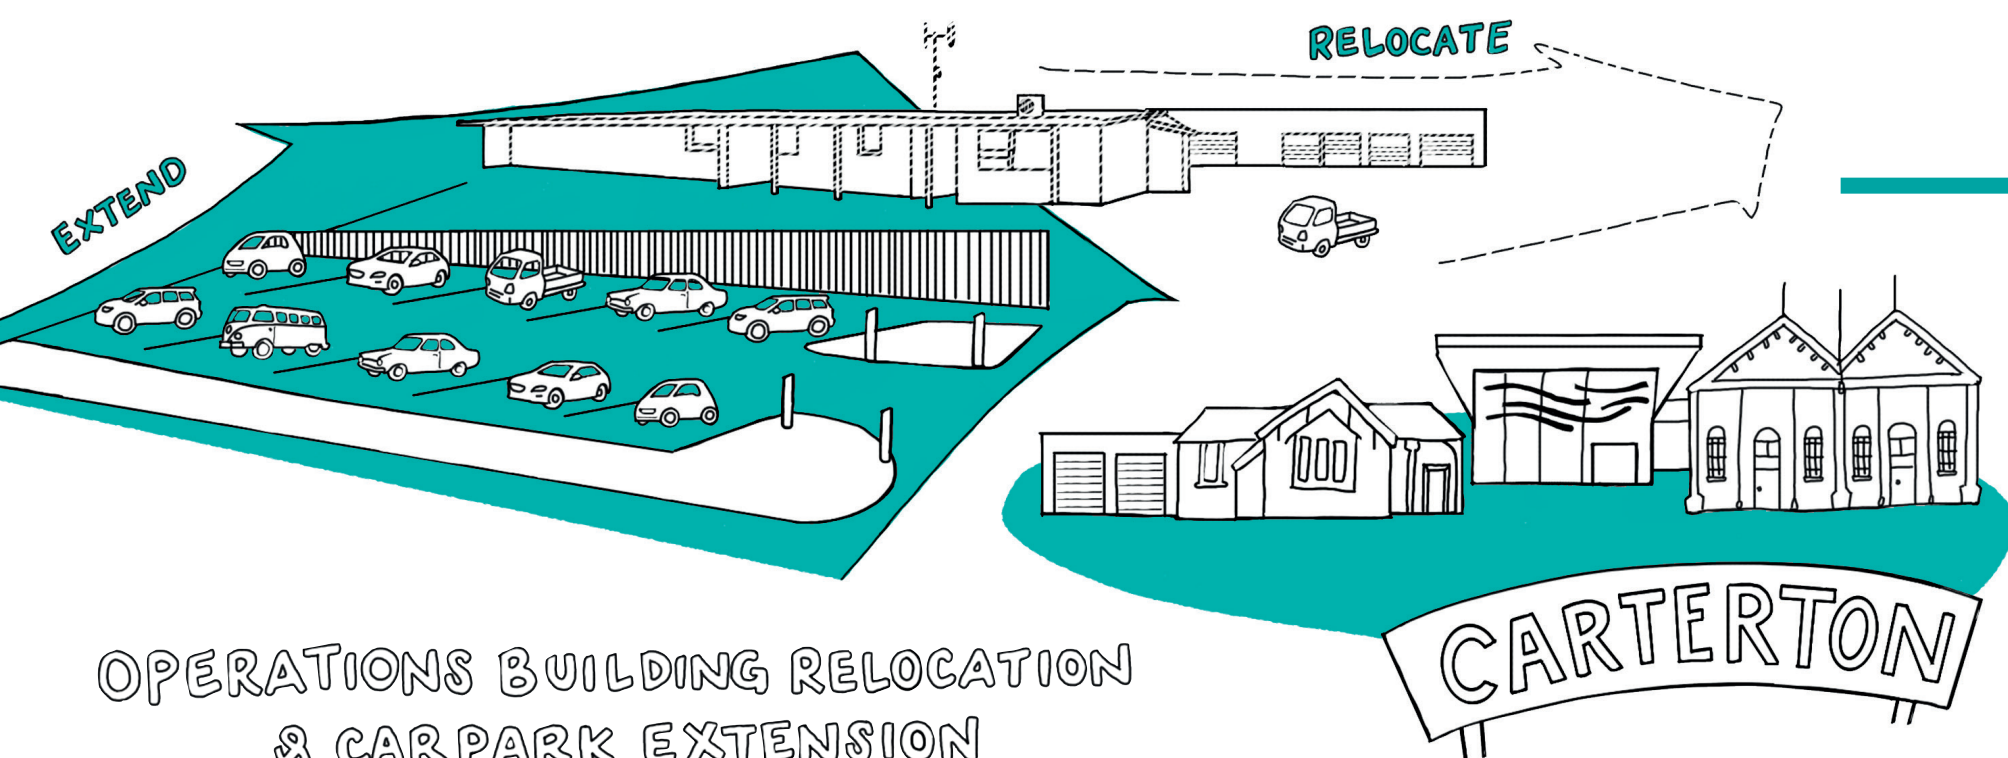 RELOCATE
EXTEND
CARTERTON
OPERATIONS BUILDING RELOCATION
& CARPARK EXTENSION